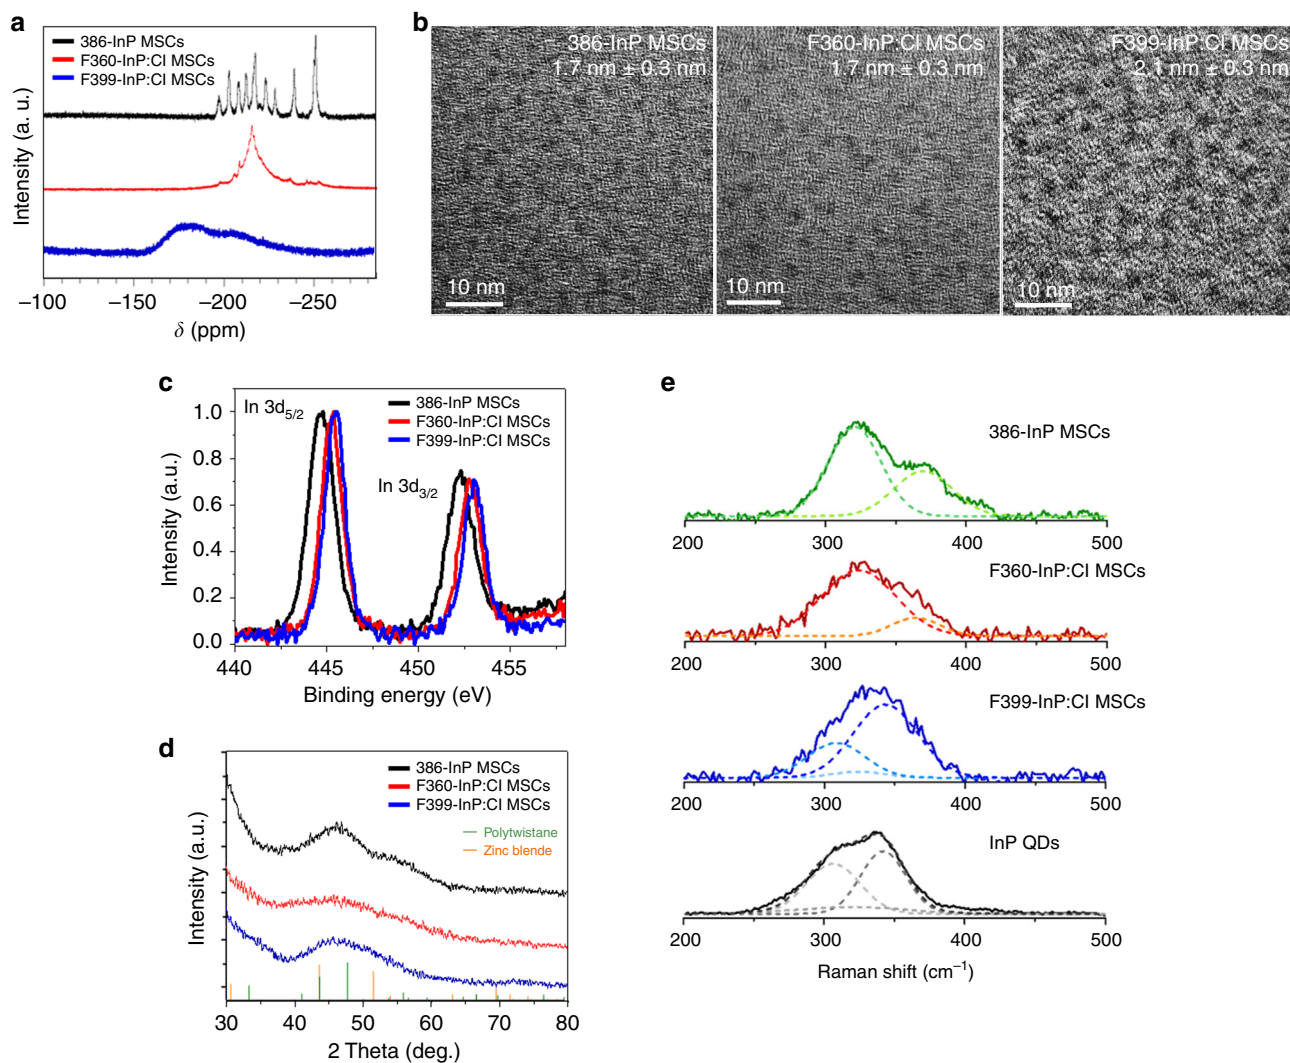 a
386-InP MSCs
F360-InP:Cl MSCs
F399-InP:Cl MSCs
Intensity (a. u.)
−100
−150
−200
−250
δ (ppm)
b
386-InP MSCs
1.7 nm ± 0.3 nm
10 nm
F360-InP:Cl MSCs
1.7 nm ± 0.3 nm
10 nm
F399-InP:Cl MSCs
2.1 nm ± 0.3 nm
10 nm
c
In 3d5/2
386-InP MSCs
F360-InP:Cl MSCs
F399-InP:Cl MSCs
In 3d3/2
Intensity (a.u.)
1.0
0.8
0.6
0.4
0.2
0.0
440
445
450
455
Binding energy (eV)
d
386-InP MSCs
F360-InP:Cl MSCs
F399-InP:Cl MSCs
Polytwistane
Zinc blende
Intensity (a.u.)
30
40
50
60
70
80
2 Theta (deg.)
e
386-InP MSCs
200
300
400
500
F360-InP:Cl MSCs
200
300
400
500
F399-InP:Cl MSCs
200
300
400
500
InP QDs
200
300
400
500
Raman shift (cm−1)